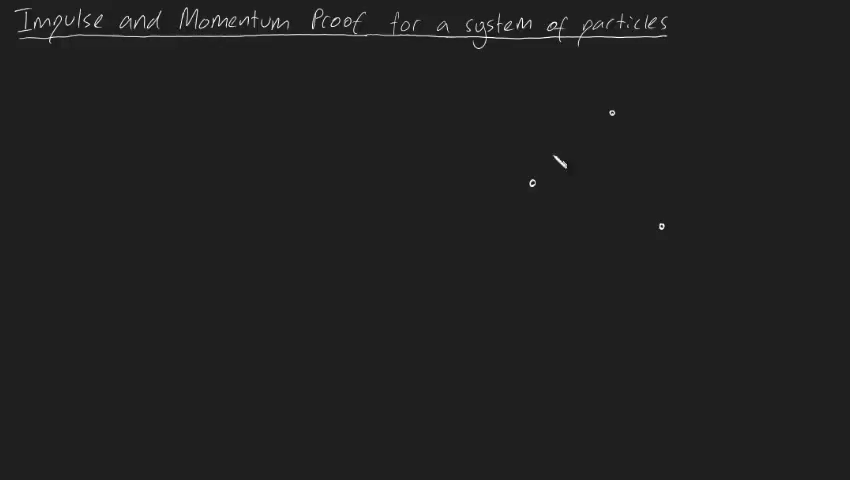 Impulse and Momentum Proof for a system of particles